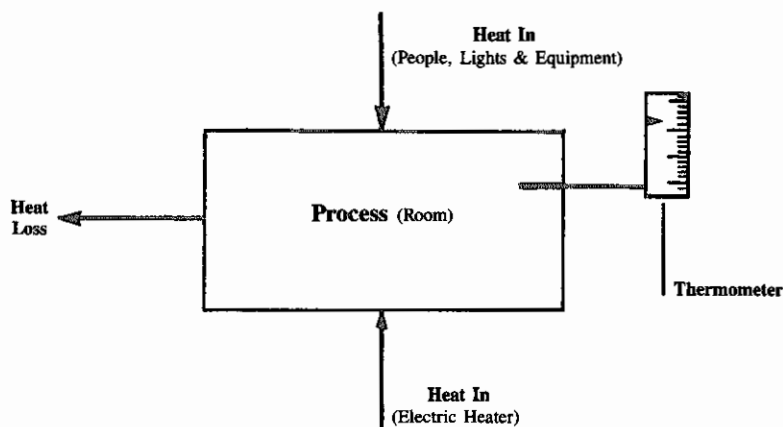 Heat In
(People, Lights & Equipment)
Heat
Loss
Process (Room)
Thermometer
Heat In
(Electric Heater)